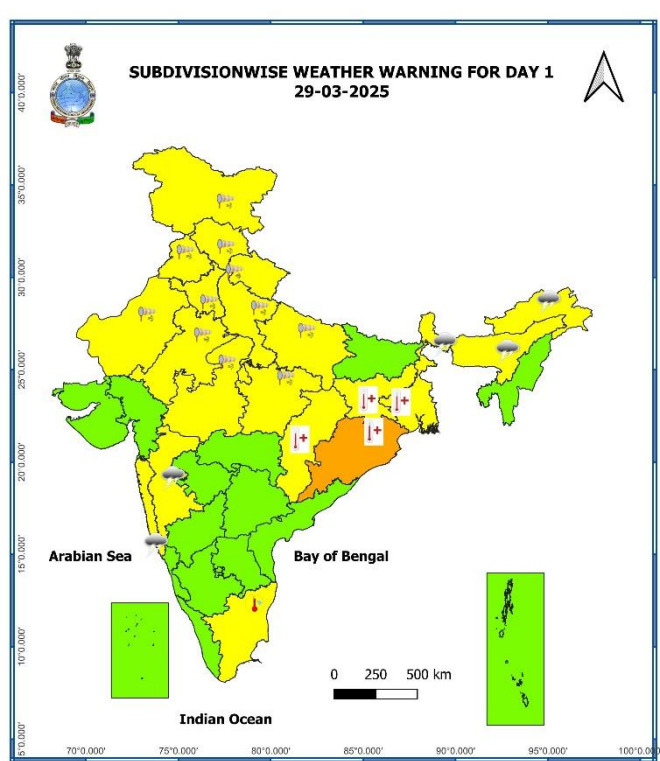 SUBDIVISIONWISE WEATHER WARNING FOR DAY 1
29-03-2025
40°0.000'
35°0.000'
30°0.000'
25°0.000'
20°0.000'
15°0.000'
10°0.000'
5°0.000'
Arabian Sea
Bay of Bengal
0 250 500 km
Indian Ocean
70°0.000' 75°0.000' 80°0.000' 85°0.000' 90°0.000' 95°0.000' 100°0.000'